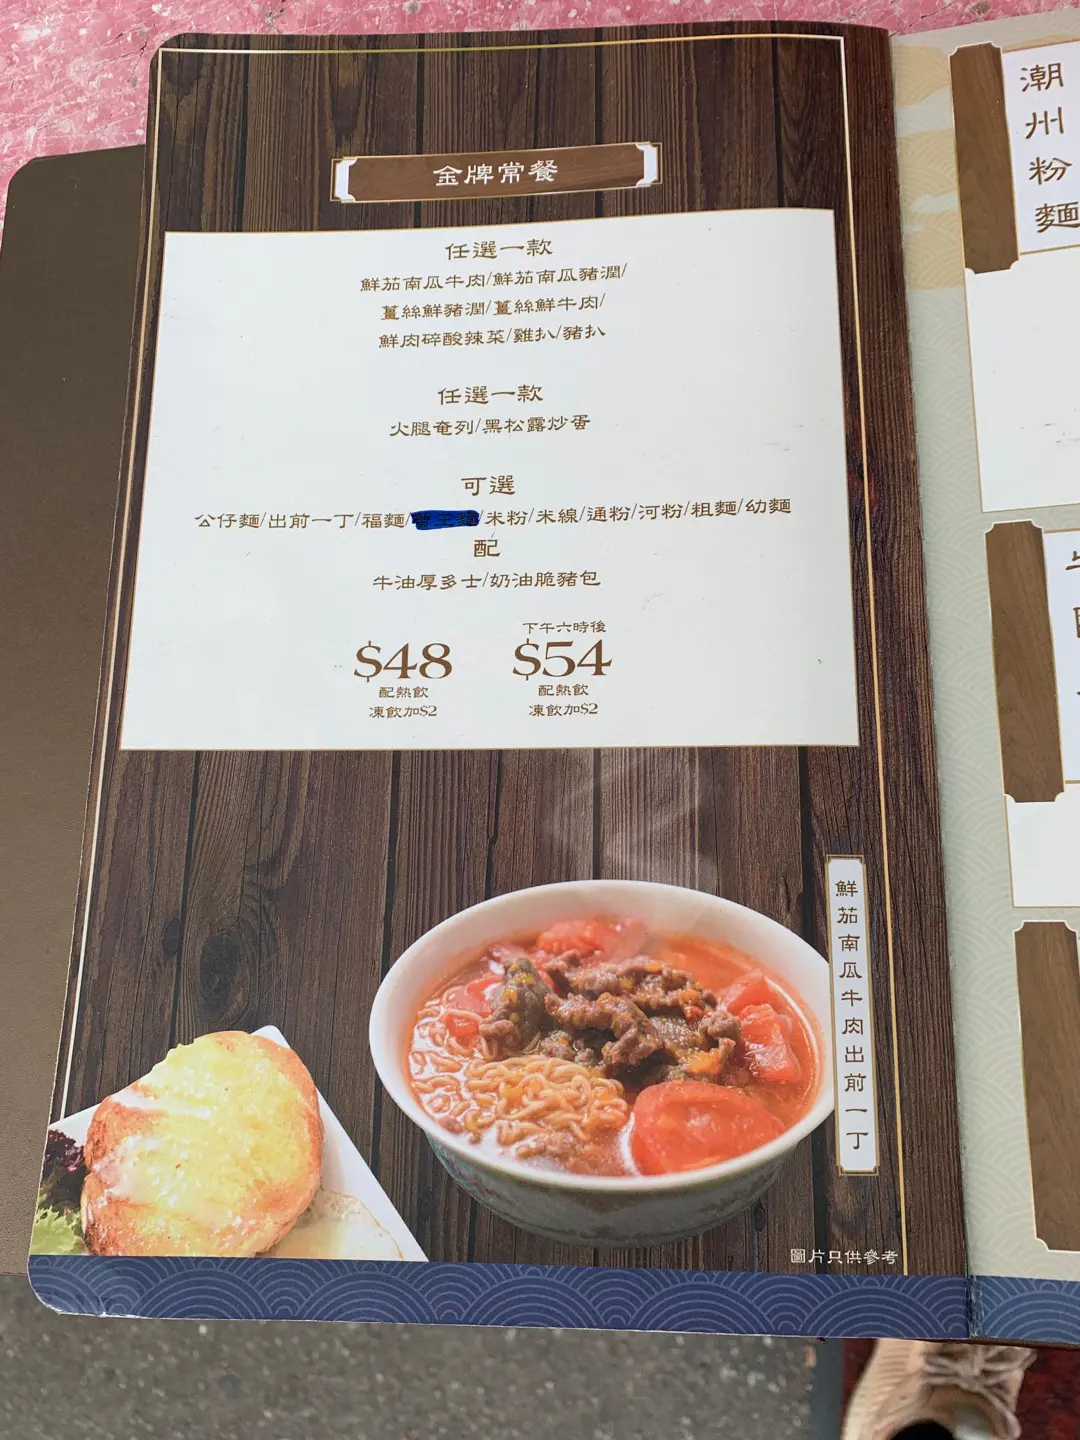 金牌常餐
任選一款
鮮茄南瓜牛肉/鮮茄南瓜豬潤/
薑絲鮮豬潤/薑絲鮮牛肉/
鮮肉碎酸辣菜/雞扒/豬扒
任選一款
火腿奄列/黑松露炒蛋
可選
公仔麵/出前一丁/福麵/ /米粉/米線/通粉/河粉/粗麵/幼麵
配
牛油厚多士/奶油脆豬包
$48
配熱飲
凍飲加$2
下午六時後
$54
配熱飲
凍飲加$2
鮮茄南瓜牛肉出前一丁
圖片只供參考
潮州粉麵